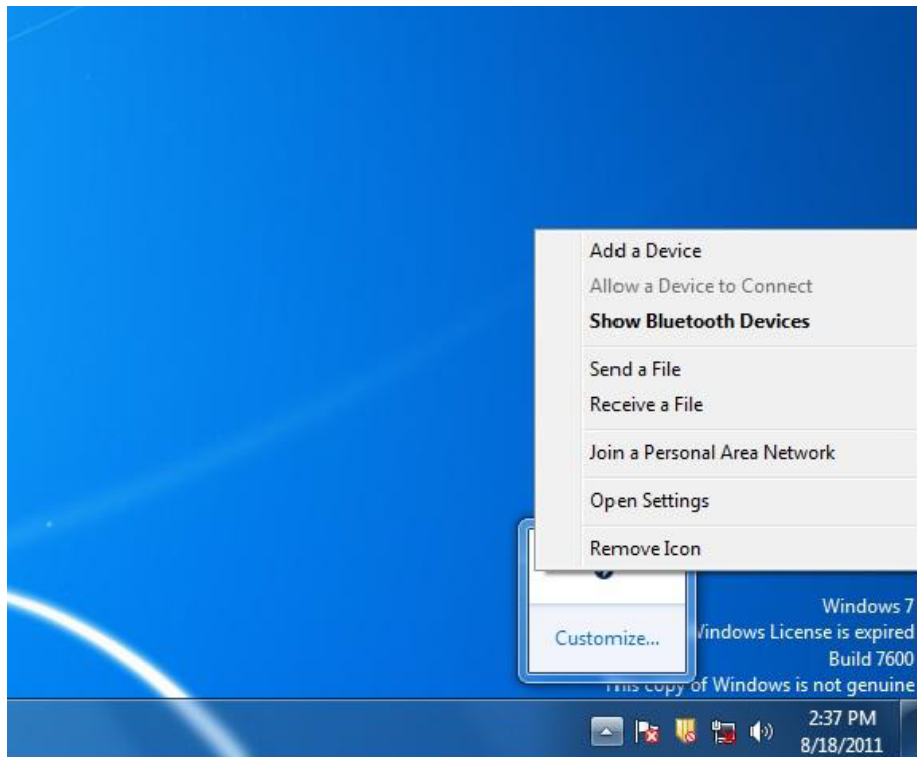 Add a Device
Allow a Device to Connect
Show Bluetooth Devices
Send a File
Receive a File
Join a Personal Area Network
Open Settings
Remove Icon
Customize...
Windows 7
Windows License is expired
Build 7600
This copy of Windows is not genuine
2:37 PM
8/18/2011